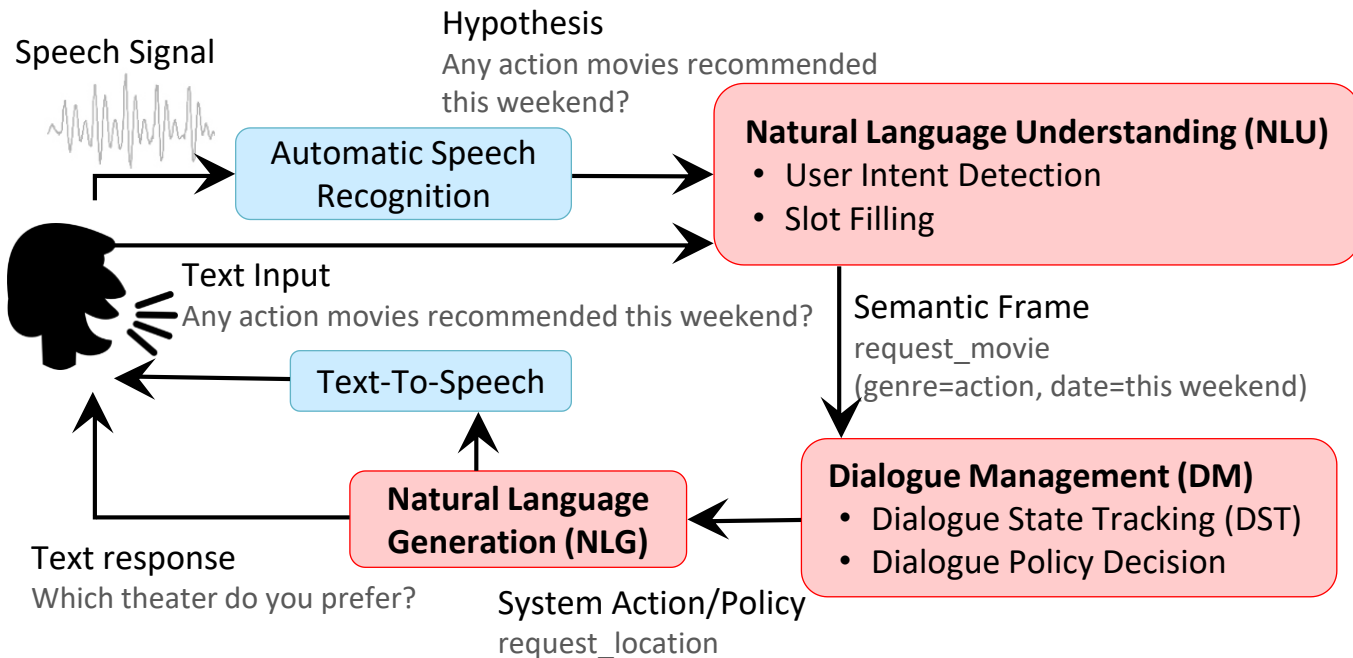 Hypothesis
Speech Signal
Any action movies recommended
this weekend?
Automatic Speech
Recognition
Natural Language Understanding (NLU)
• User Intent Detection
• Slot Filling
Text Input
Any action movies recommended this weekend?
Semantic Frame
request_movie
(genre=action, date=this weekend)
Text-To-Speech
Dialogue Management (DM)
• Dialogue State Tracking (DST)
• Dialogue Policy Decision
Natural Language
Generation (NLG)
Text response
Which theater do you prefer?
System Action/Policy
request_location